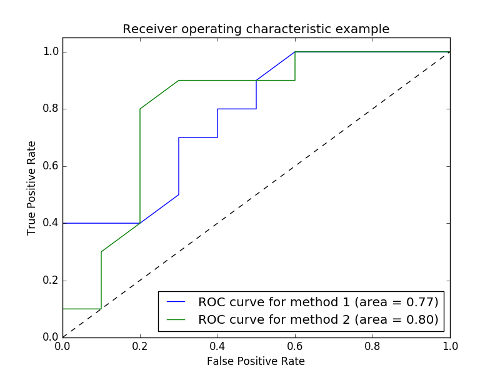 Receiver operating characteristic example
1.0
0.8
0.6
0.4
0.2
0.0
True Positive Rate
ROC curve for method 1 (area = 0.77)
ROC curve for method 2 (area = 0.80)
0.0 0.2 0.4 0.6 0.8 1.0
False Positive Rate